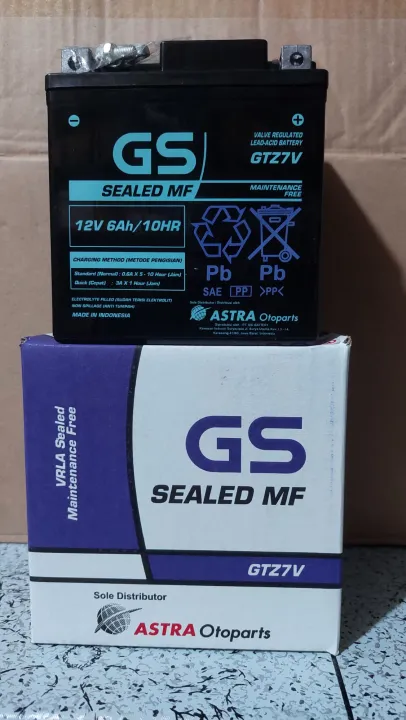 GS
VALVE REGULATED
LEAD-ACID BATTERY
GTZ7V
SEALED MF
MAINTENANCE
FREE
12V 6Ah/10HR
Pb
Pb
CHARGING METHOD (METODE PENGISIAN)
Standard (Normal) : 0.6A X 5 - 10 Hour (Jam)
Quick (Cepat) : 3A X 1 Hour (Jam)
SAE PP >PP<
MADE IN INDONESIA
ASTRA Otoparts
VRLA Sealed
Maintenance Free
GS
SEALED MF
GTZ7V
Sole Distributor
ASTRA Otoparts